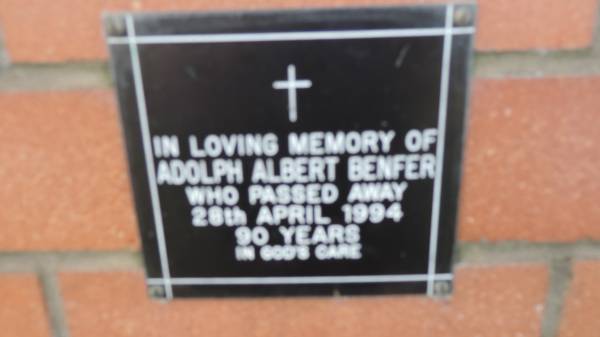 IN LOVING MEMORY OF
ADOLPH ALBERT BENFER
WHO PASSED AWAY
28th APRIL 1994
90 YEARS
IN GOD'S CARE